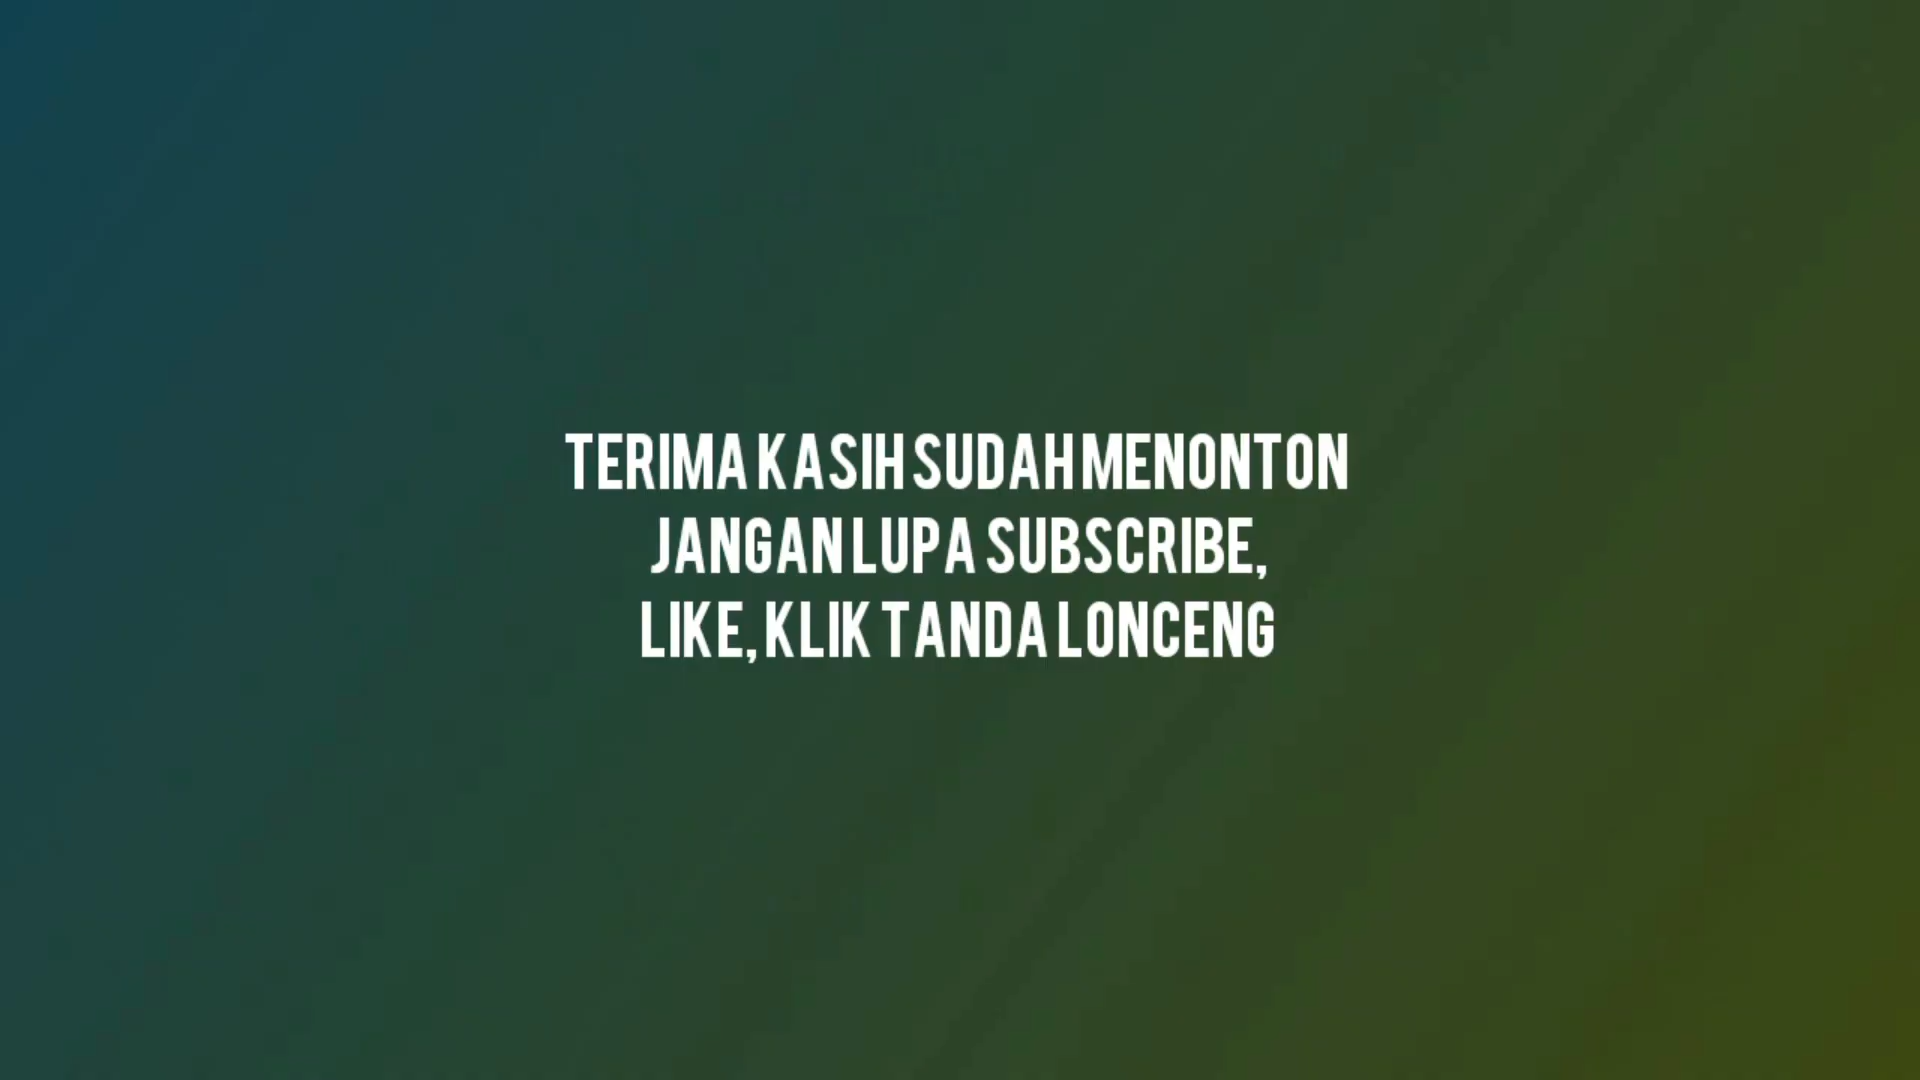 TERIMA KASIH SUDAH MENONTON
JANGAN LUPA SUBSCRIBE,
LIKE, KLIK TANDA LONCENG